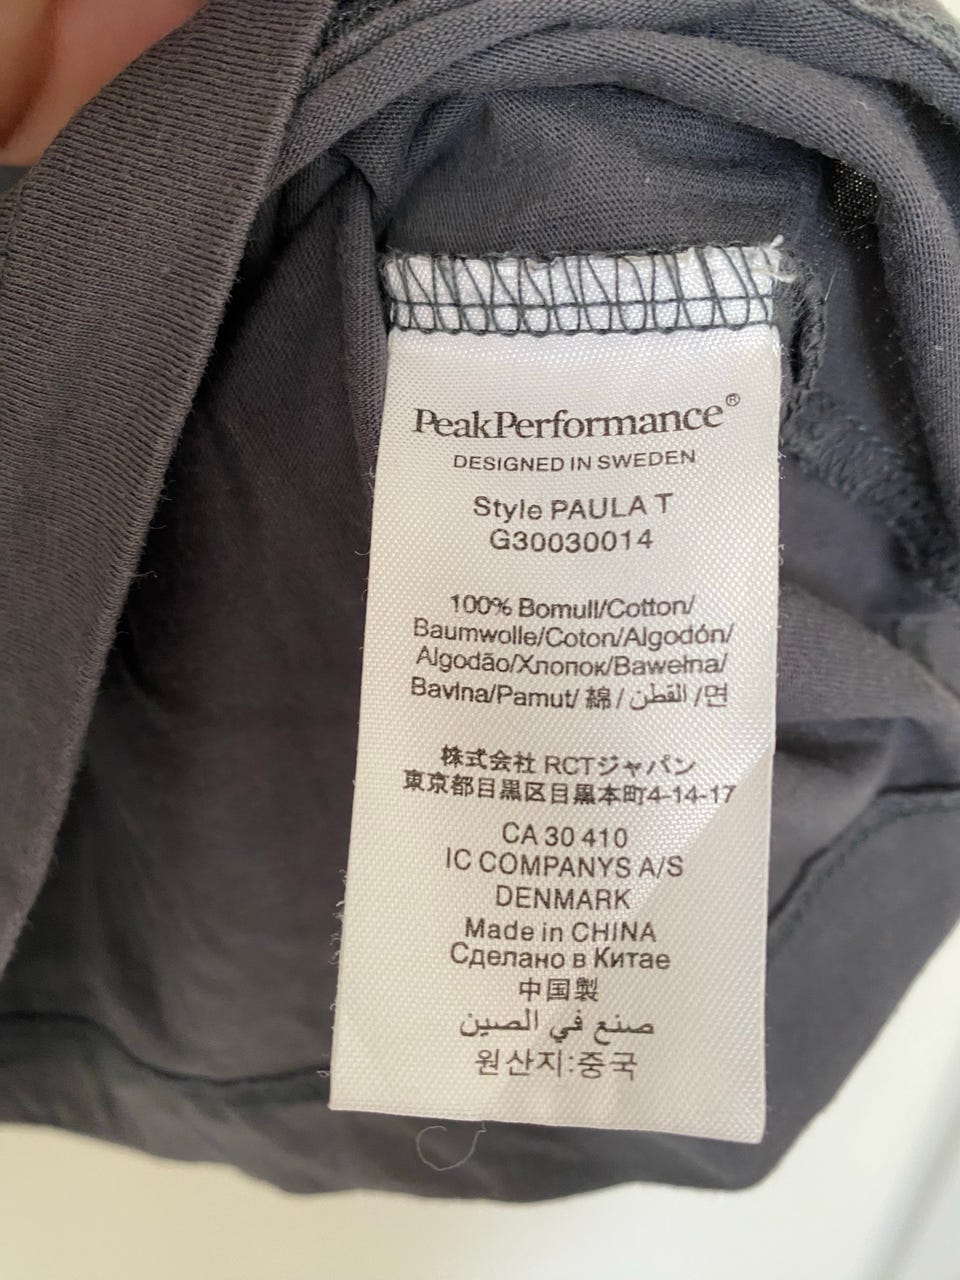 PeakPerformance®
DESIGNED IN SWEDEN
Style PAULA T
G30030014
100% Bomull/Cotton/
Baumwolle/Coton/Algodón/
Algodão/Хлопок/Bawełna/
Bavlna/Pamut/ 綿 / القطن /면
株式会社 RCTジャパン
東京都目黒区目黒本町4-14-17
CA 30 410
IC COMPANYS A/S
DENMARK
Made in CHINA
Сделано в Китае
中国製
صنع في الصين
원산지:중국